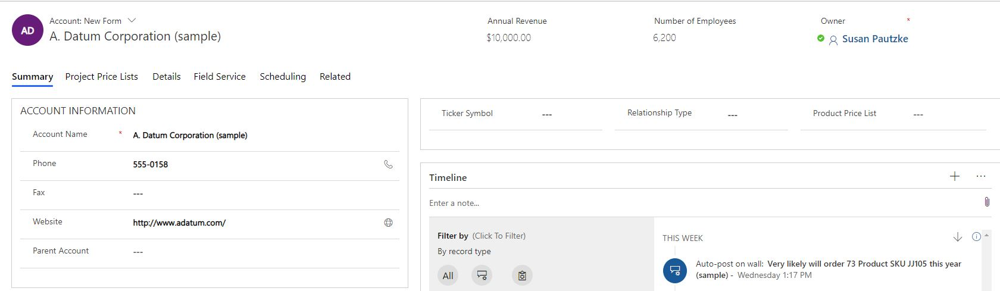 AD
Account: New Form
A. Datum Corporation (sample)
Annual Revenue
$10,000.00
Number of Employees
6,200
Owner *
Susan Pautzke
Summary Project Price Lists Details Field Service Scheduling Related
ACCOUNT INFORMATION
Account Name * A. Datum Corporation (sample)
Phone 555-0158
Fax ---
Website http://www.adatum.com/
Parent Account ---
Ticker Symbol --- Relationship Type --- Product Price List ---
Timeline
Enter a note...
Filter by (Click To Filter)
By record type
All
THIS WEEK
Auto-post on wall: Very likely will order 73 Product SKU JJ105 this year
(sample) - Wednesday 1:17 PM